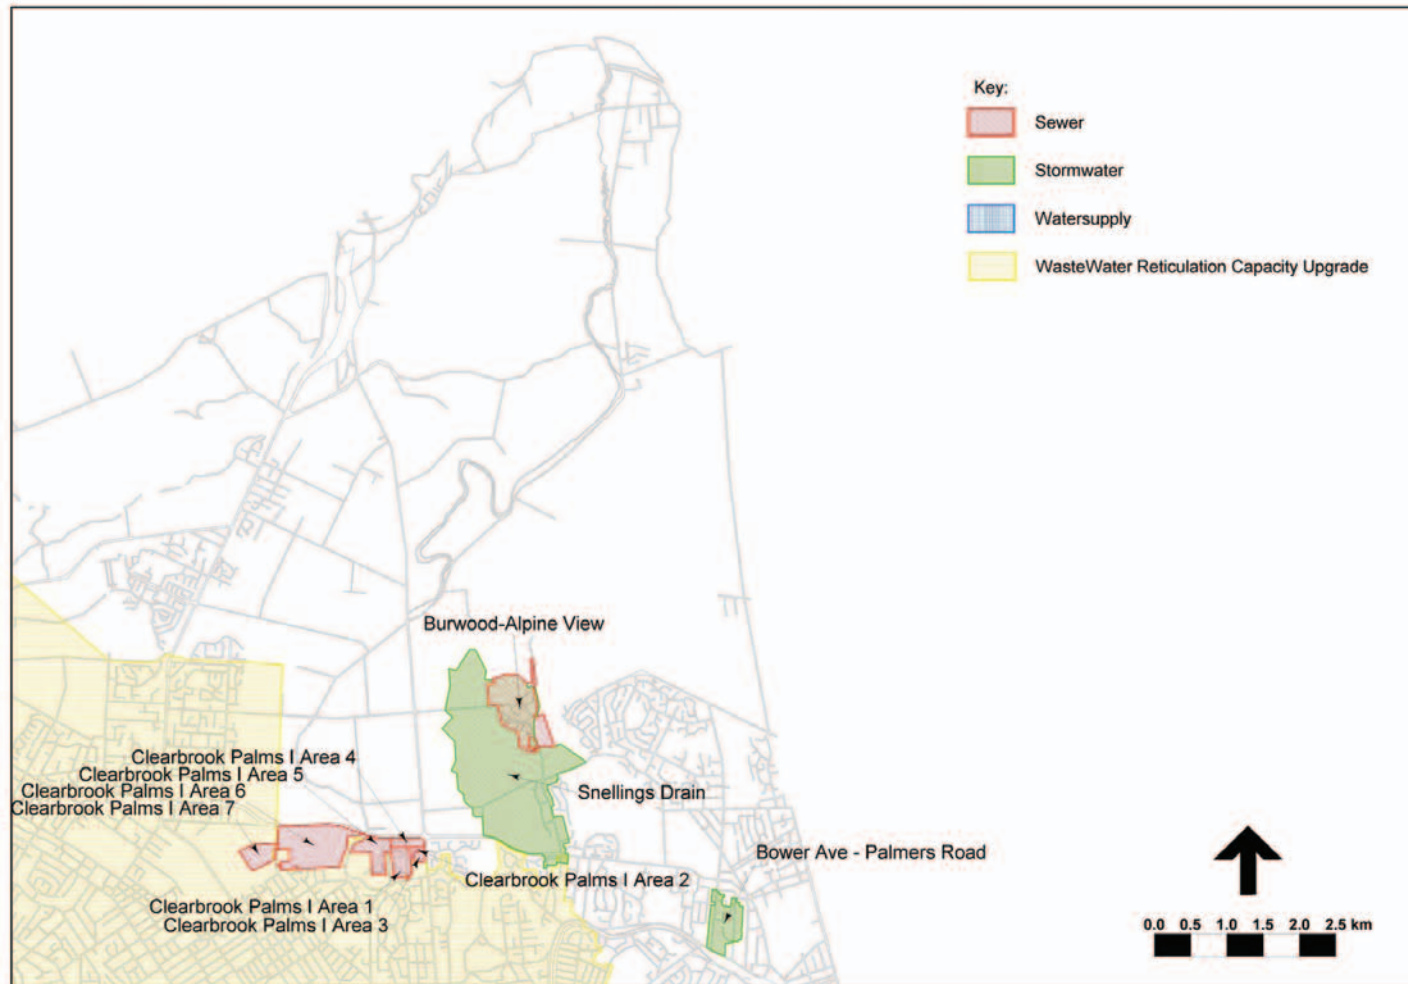 Key:
Sewer
Stormwater
Watersupply
WasteWater Reticulation Capacity Upgrade
Burwood-Alpine View
Clearbrook Palms I Area 4
Clearbrook Palms I Area 5
Clearbrook Palms I Area 6
Clearbrook Palms I Area 7
Snellings Drain
Bower Ave - Palmers Road
Clearbrook Palms I Area 2
Clearbrook Palms I Area 1
Clearbrook Palms I Area 3
0.0 0.5 1.0 1.5 2.0 2.5 km